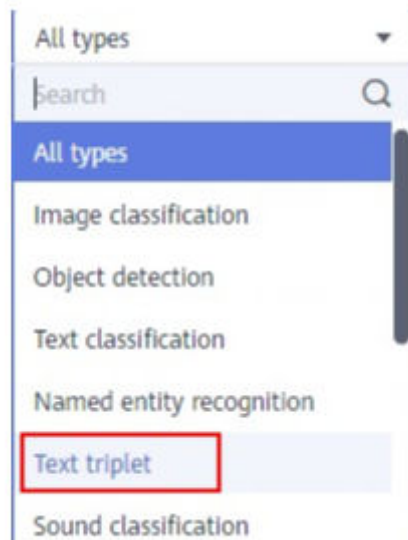 All types
Search
All types
Image classification
Object detection
Text classification
Named entity recognition
Text triplet
Sound classification